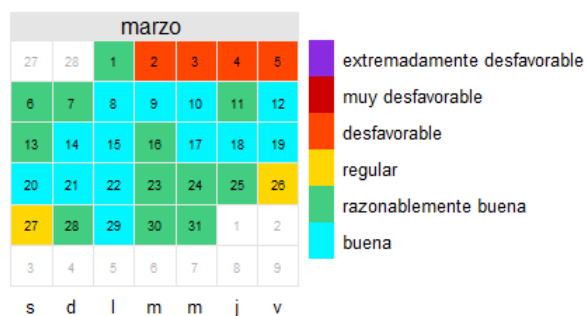 marzo
27 28 1 2 3 4 5
6 7 8 9 10 11 12
13 14 15 16 17 18 19
20 21 22 23 24 25 26
27 28 29 30 31 1 2
3 4 5 6 7 8 9
s d l m m j v
extremadamente desfavorable
muy desfavorable
desfavorable
regular
razonablemente buena
buena